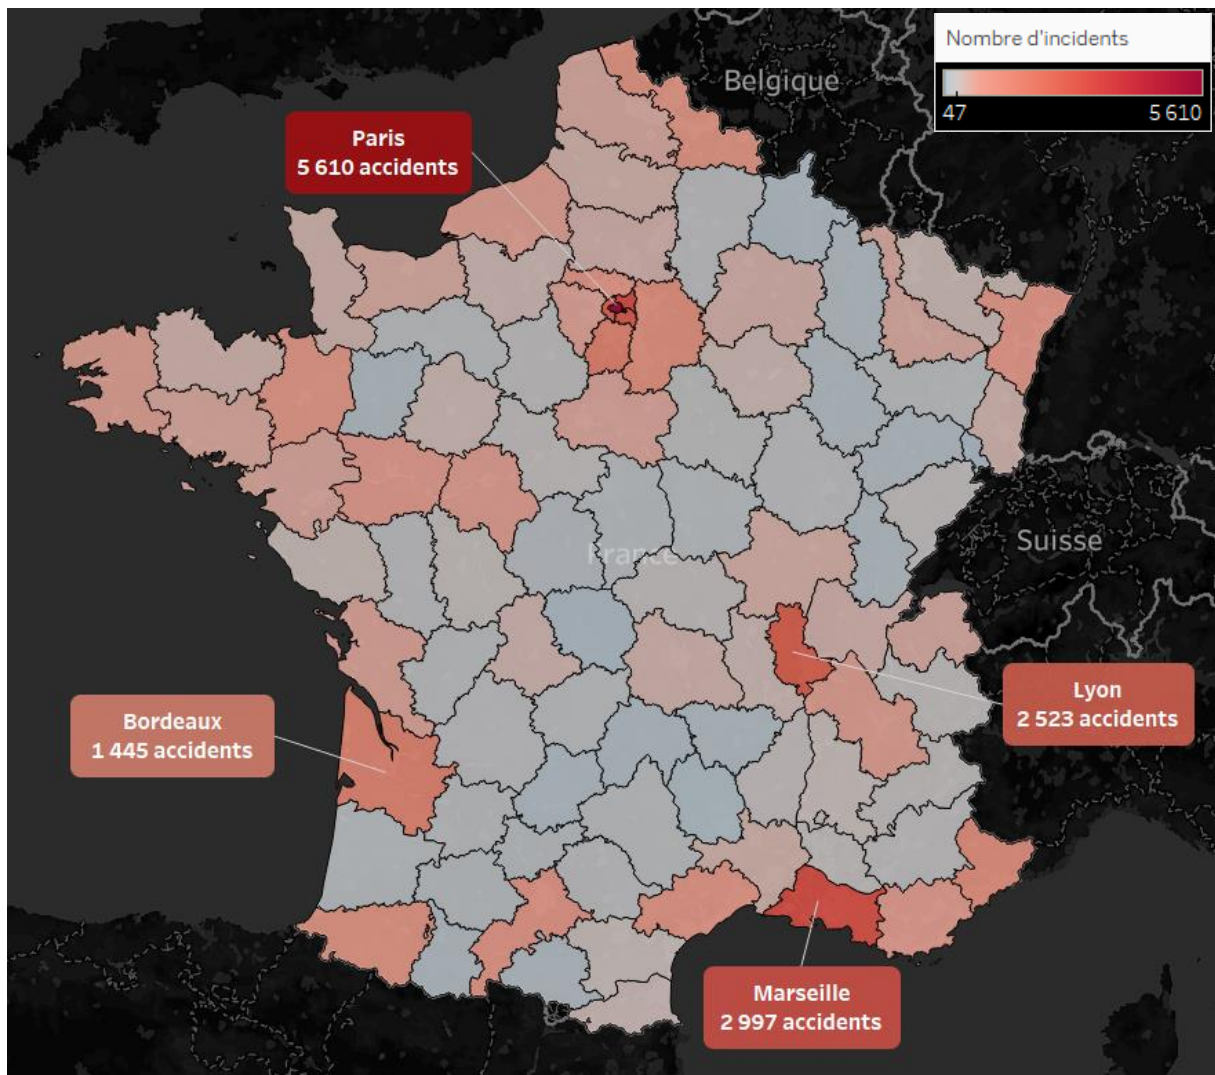 Nombre d'incidents
47
5 610
Belgique
Paris
5 610 accidents
France
Suisse
Lyon
2 523 accidents
Bordeaux
1 445 accidents
Marseille
2 997 accidents